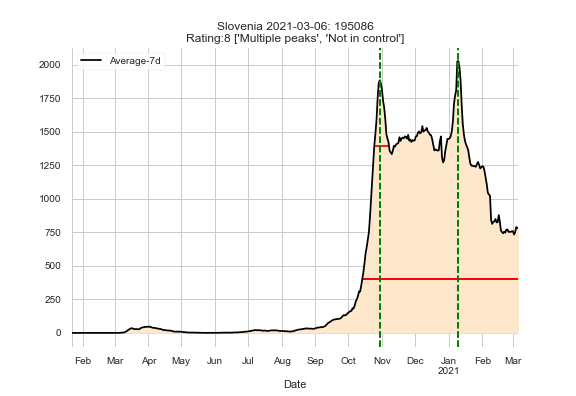 Slovenia 2021-03-06: 195086
Rating:8 ['Multiple peaks', 'Not in control']
Average-7d
2000
1750
1500
1250
1000
750
500
250
0
Feb Mar Apr May Jun Jul Aug Sep Oct Nov Dec Jan Feb Mar
2021
Date